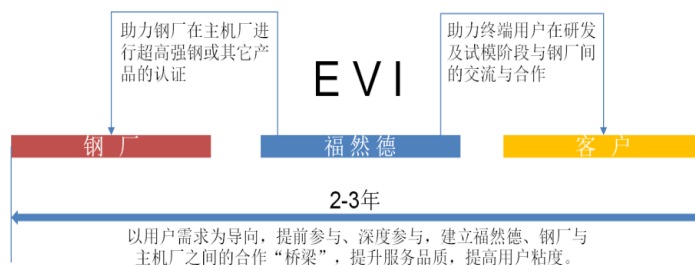 助力钢厂在主机厂进
行超高强钢或其它产
品的认证
EVI
助力终端用户在研发
及试模阶段与钢厂间
的交流与合作
钢 厂
福然德
客 户
2-3年
以用户需求为导向，提前参与、深度参与，建立福然德、钢厂与
主机厂之间的合作“桥梁”，提升服务品质，提高用户粘度。